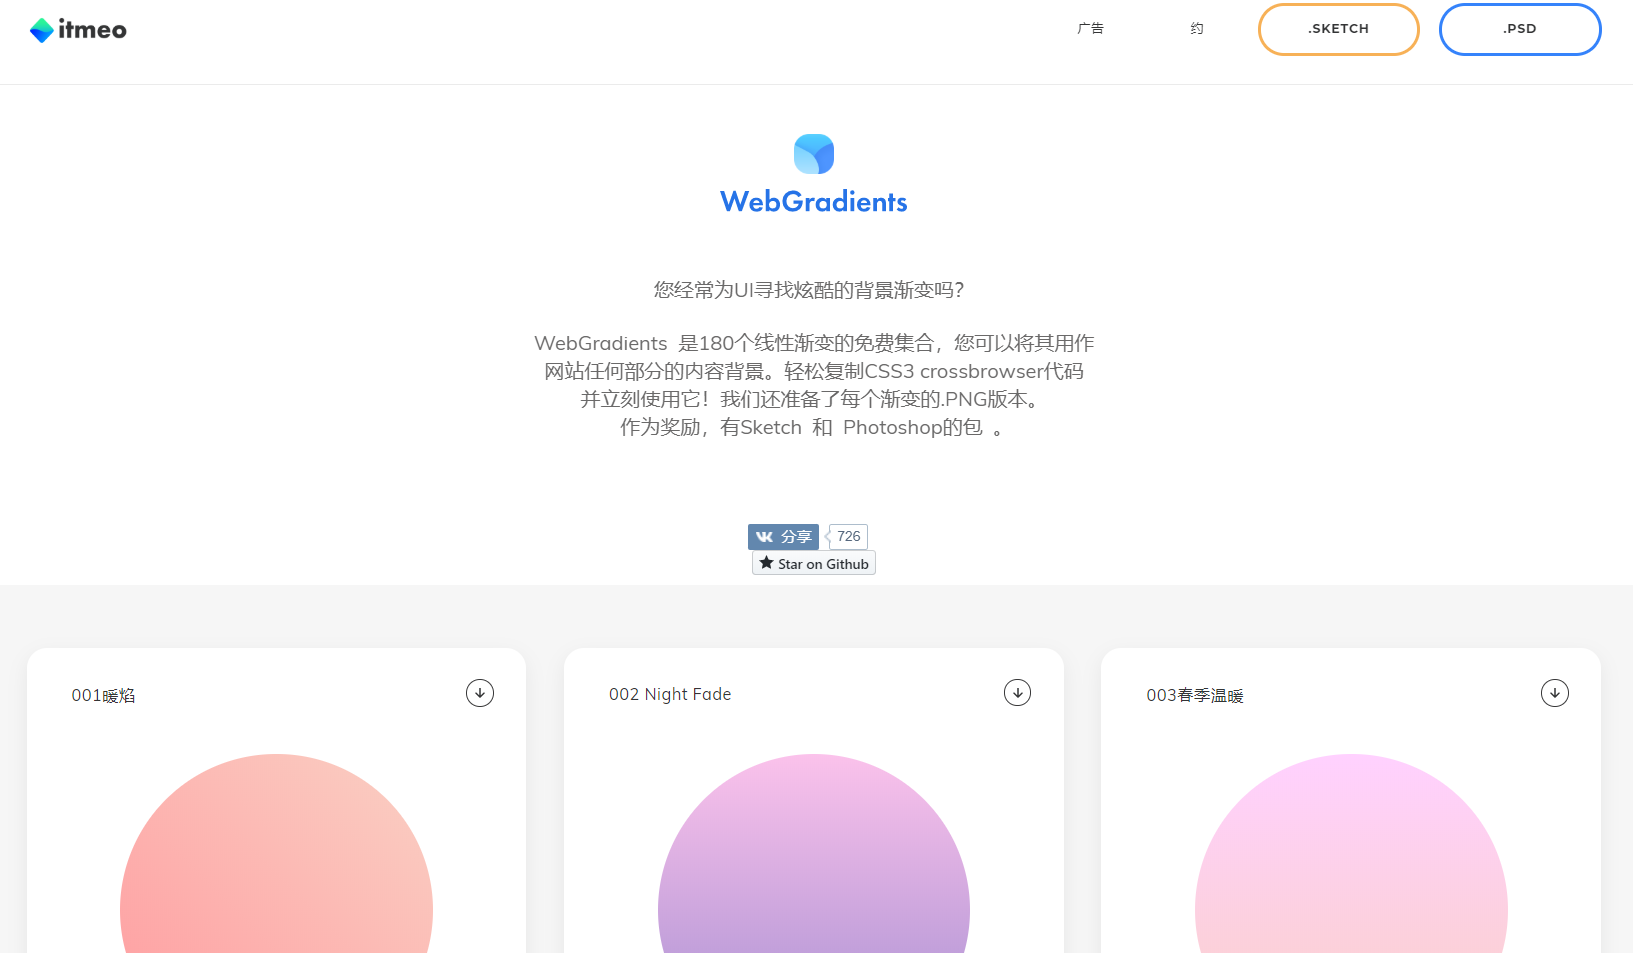 itmeo
广告
约
.SKETCH
.PSD
WebGradients
您经常为UI寻找炫酷的背景渐变吗？
WebGradients 是180个线性渐变的免费集合，您可以将其用作
网站任何部分的内容背景。轻松复制CSS3 crossbrowser代码
并立刻使用它！我们还准备了每个渐变的.PNG版本。
作为奖励，有Sketch 和 Photoshop的包 。
分享
726
Star on Github
001暖焰
002 Night Fade
003春季温暖